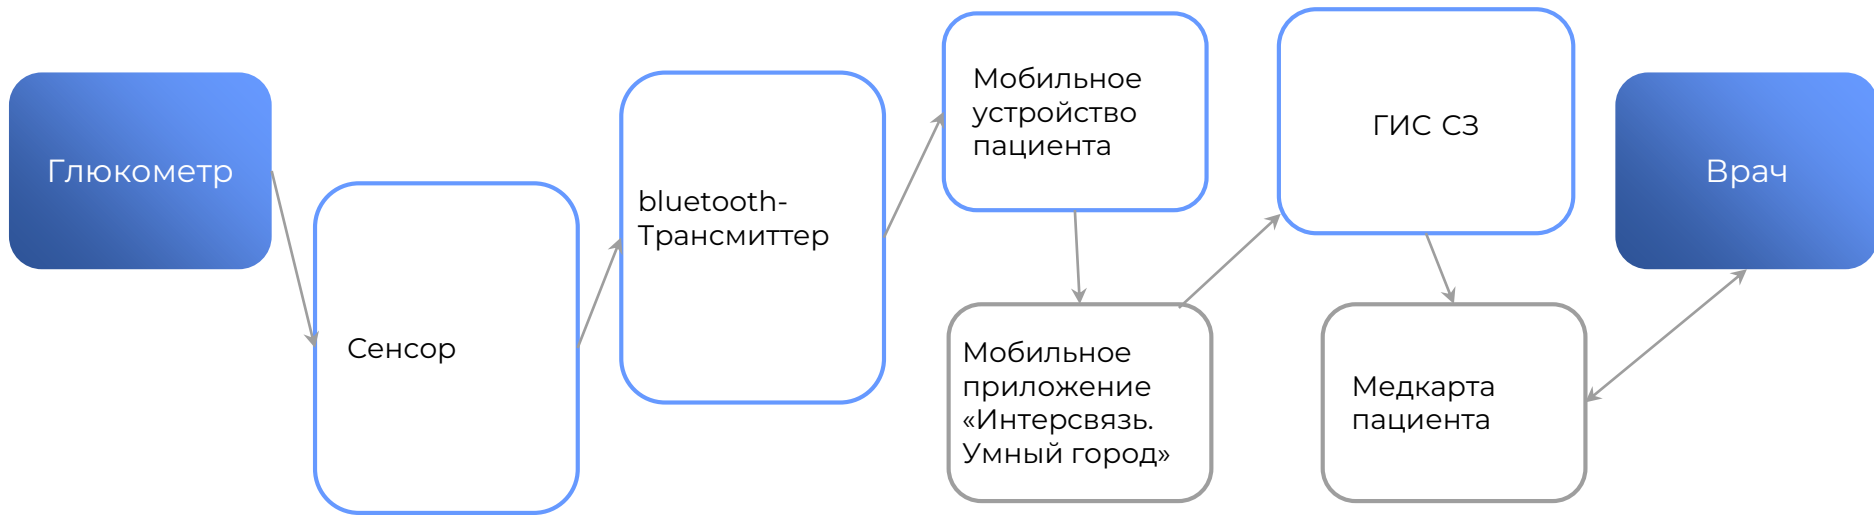 Глюкометр
Сенсор
bluetooth-
Трансмиттер
Мобильное
устройство
пациента
Мобильное
приложение
«Интерсвязь.
Умный город»
ГИС СЗ
Медкарта
пациента
Врач